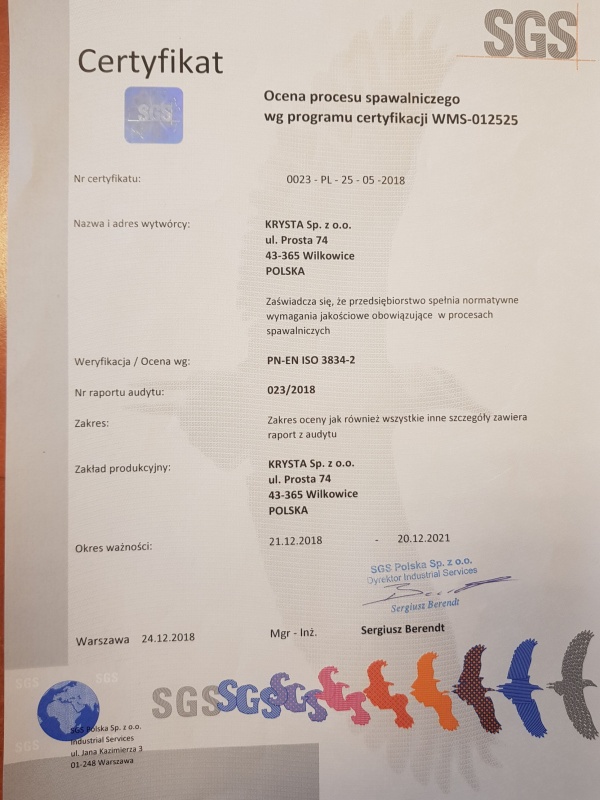 SGS
Certyfikat
SGS
Ocena procesu spawalniczego
wg programu certyfikacji WMS-012525
Nr certyfikatu: 0023 - PL - 25 - 05 -2018
Nazwa i adres wytwórcy: KRYSTA Sp. z o.o.
ul. Prosta 74
43-365 Wilkowice
POLSKA
Zaświadcza się, że przedsiębiorstwo spełnia normatywne
wymagania jakościowe obowiązujące w procesach
spawalniczych
Weryfikacja / Ocena wg: PN-EN ISO 3834-2
Nr raportu audytu: 023/2018
Zakres: Zakres oceny jak również wszystkie inne szczegóły zawiera
raport z audytu
Zakład produkcyjny: KRYSTA Sp. z o.o.
ul. Prosta 74
43-365 Wilkowice
POLSKA
Okres ważności: 21.12.2018 - 20.12.2021
SGS Polska Sp. z o.o.
Dyrektor Industrial Services
Sergiusz Berendt
Warszawa 24.12.2018 Mgr - Inż. Sergiusz Berendt
SGS SGS
SGS SGS SGS SGS
SGS
SGS Polska Sp. z o.o.
Industrial Services
ul. Jana Kazimierza 3
01-248 Warszawa